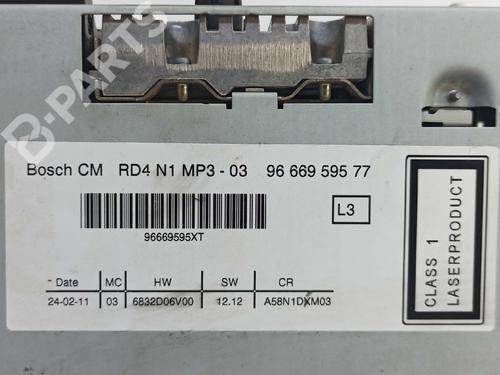 B-PARTS
Bosch CM RD4 N1 MP3 - 03 96 669 595 77
96669595XT
L3
Date MC HW SW CR
24-02-11 03 6832D06V00 12.12 A58N1DXM03
CLASS 1
LASERPRODUCT